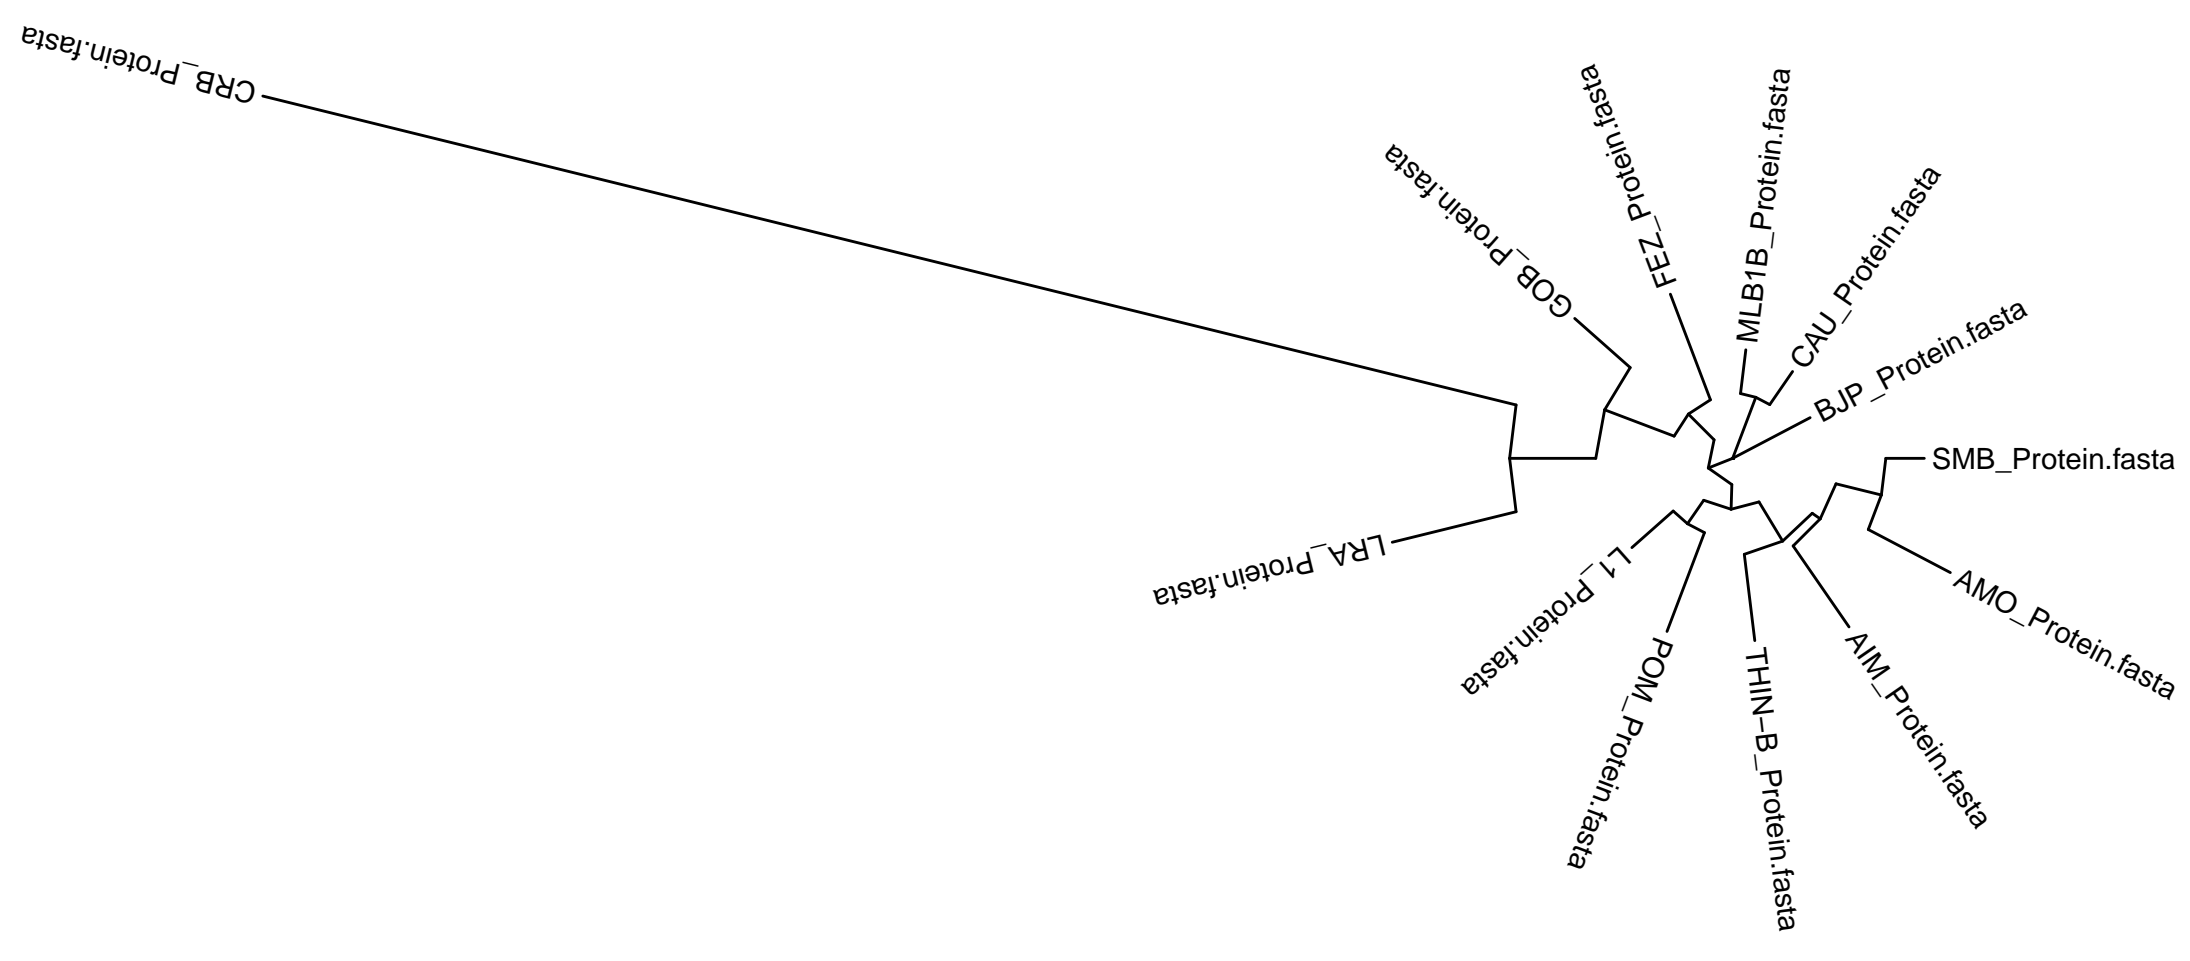 CRB_Protein.fasta
FEZ_Protein.fasta
MLB1B_Protein.fasta
GOB_Protein.fasta
CAU_Protein.fasta
BJP_Protein.fasta
SMB_Protein.fasta
LRA_Protein.fasta
L1_Protein.fasta
AMO_Protein.fasta
POM_Protein.fasta
THIN−B_Protein.fasta
AIM_Protein.fasta